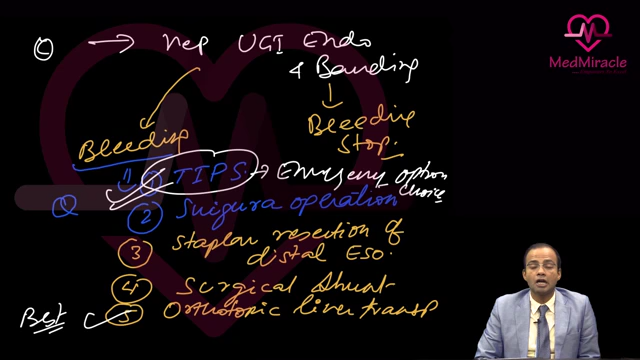 © → Rep UGI Endo
& Banding
MedMiracle
Bleeding
Bleeding
Stop.
Q ① TIPS. → Emergency option
choice
② Suigura operation
③ Staplar resection of
distal ESO.
④ Surgical Shunt
Best ⑤ Orthotopic liver transp